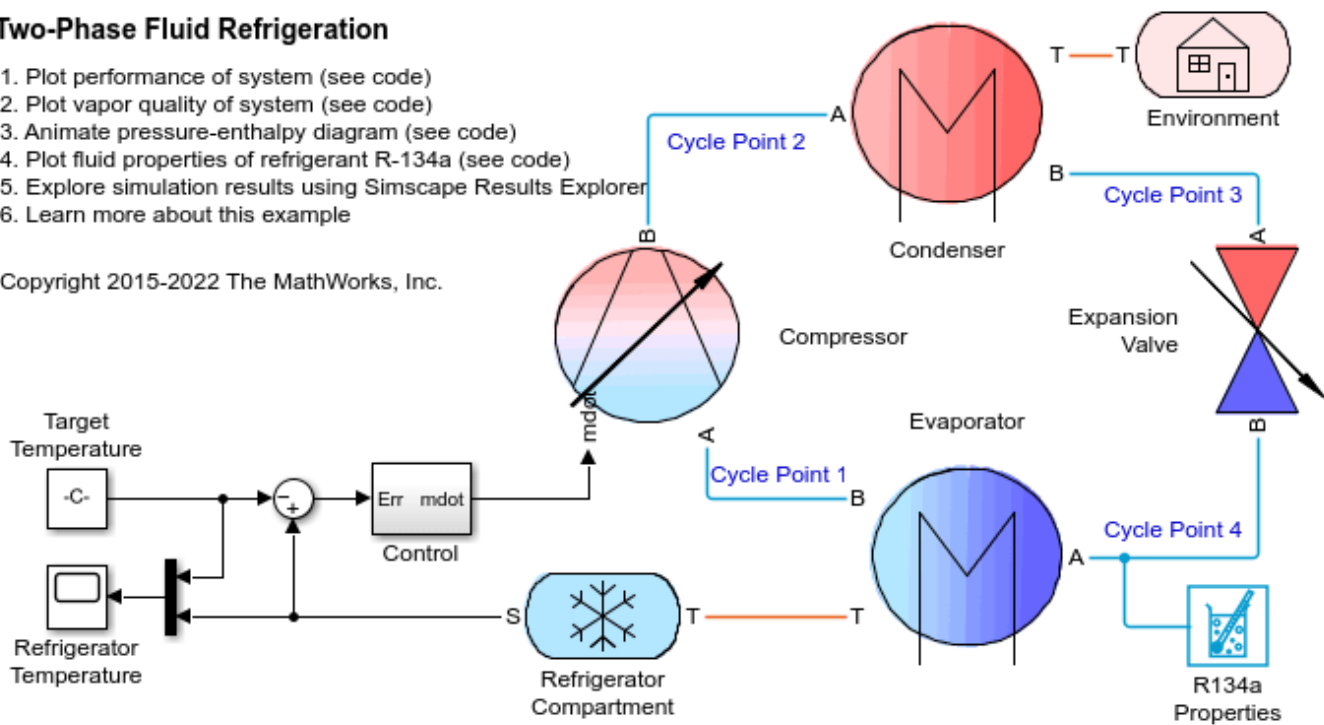 Two-Phase Fluid Refrigeration
1. Plot performance of system (see code)
2. Plot vapor quality of system (see code)
3. Animate pressure-enthalpy diagram (see code)
4. Plot fluid properties of refrigerant R-134a (see code)
5. Explore simulation results using Simscape Results Explorer
6. Learn more about this example
Copyright 2015-2022 The MathWorks, Inc.
T
T
Environment
A
Cycle Point 2
B
Cycle Point 3
Condenser
B
A
Compressor
Expansion
Valve
mdot
A
B
Target
Temperature
-C-
Cycle Point 1
B
Evaporator
Cycle Point 4
A
Err mdot
Control
S
T
T
Refrigerator
Temperature
Refrigerator
Compartment
R134a
Properties